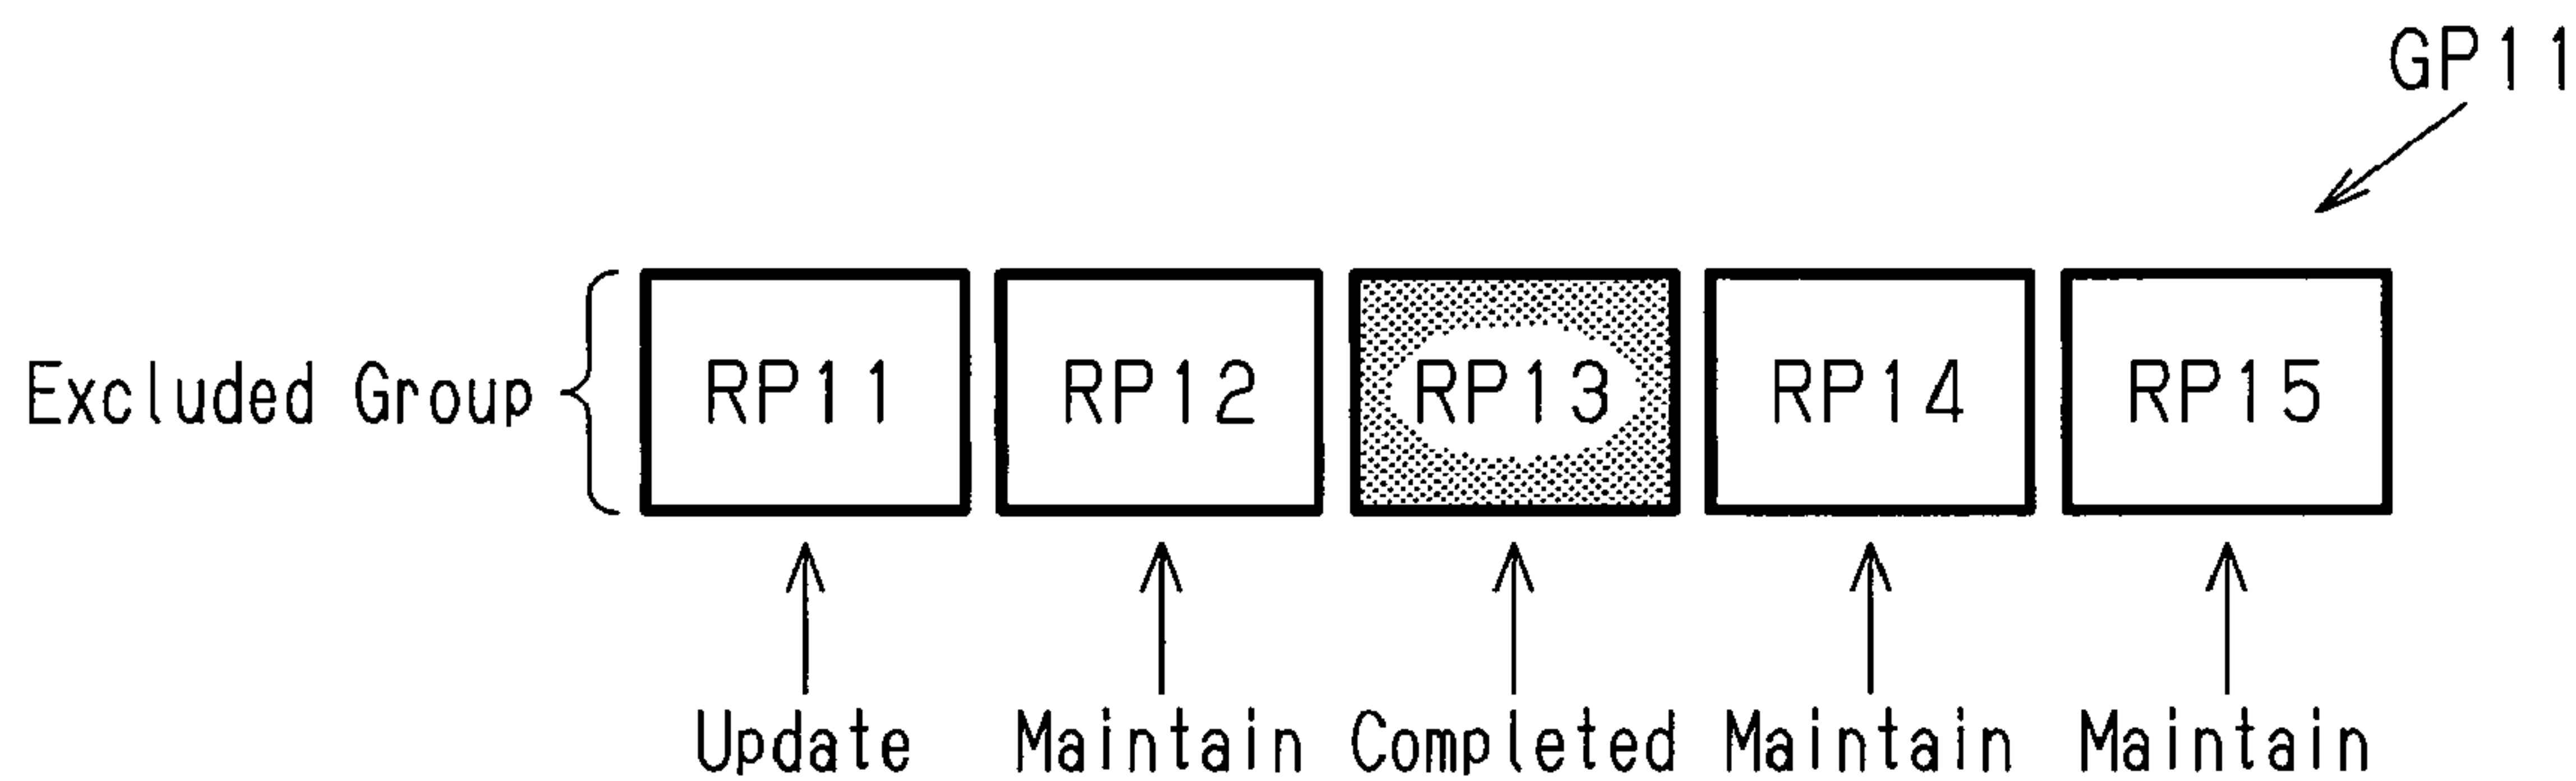 GP11
Excluded Group RP11 RP12 RP13 RP14 RP15
Update Maintain Completed Maintain Maintain